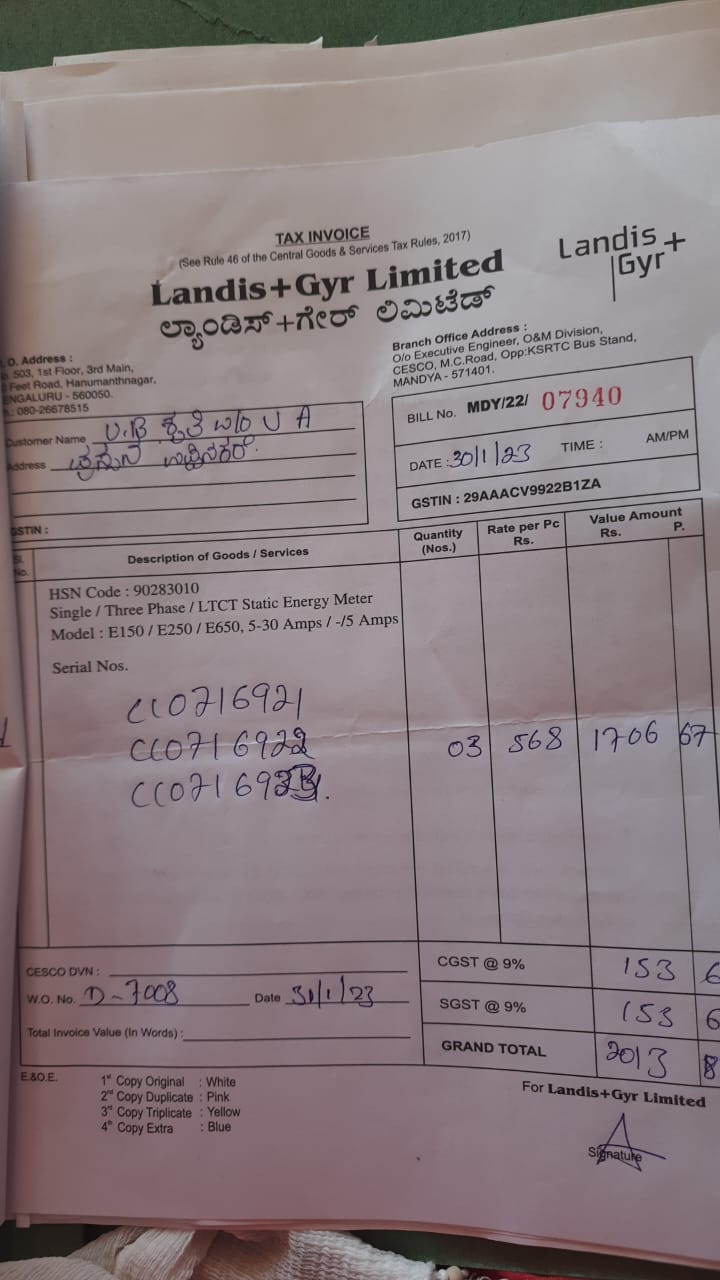 TAX INVOICE
(See Rule 46 of the Central Goods & Services Tax Rules, 2017)
Landis+Gyr Limited
ಲ್ಯಾಂಡಿಸ್+ಗೇರ್ ಲಿಮಿಟೆಡ್
Landis+
Gyr
O. Address :
503, 1st Floor, 3rd Main,
Feet Road, Hanumanthnagar,
NGALURU - 560050.
: 080-26678515
Branch Office Address :
O/o Executive Engineer, O&M Division,
CESCO, M.C.Road, Opp:KSRTC Bus Stand,
MANDYA - 571401.
Customer Name U.B w/o U A
Address
GSTIN :
BILL No. MDY/22/ 07940
DATE : 30/1/23 TIME : AM/PM
GSTIN : 29AAACV9922B1ZA
Sl. No. Description of Goods / Services Quantity (Nos.) Rate per Pc Rs. Value Amount Rs. P.
HSN Code : 90283010
Single / Three Phase / LTCT Static Energy Meter
Model : E150 / E250 / E650, 5-30 Amps / -/5 Amps
Serial Nos.
CC0716921
CC0716922 03 568 1706 67
CC0716923
CESCO DVN :
W.O. No. D-7008 Date 31/1/23
Total Invoice Value (In Words) :
CGST @ 9% 153 6
SGST @ 9% 153 6
GRAND TOTAL 2013 8
E.&O.E.
1st Copy Original : White
2nd Copy Duplicate : Pink
3rd Copy Triplicate : Yellow
4th Copy Extra : Blue
For Landis+Gyr Limited
Signature